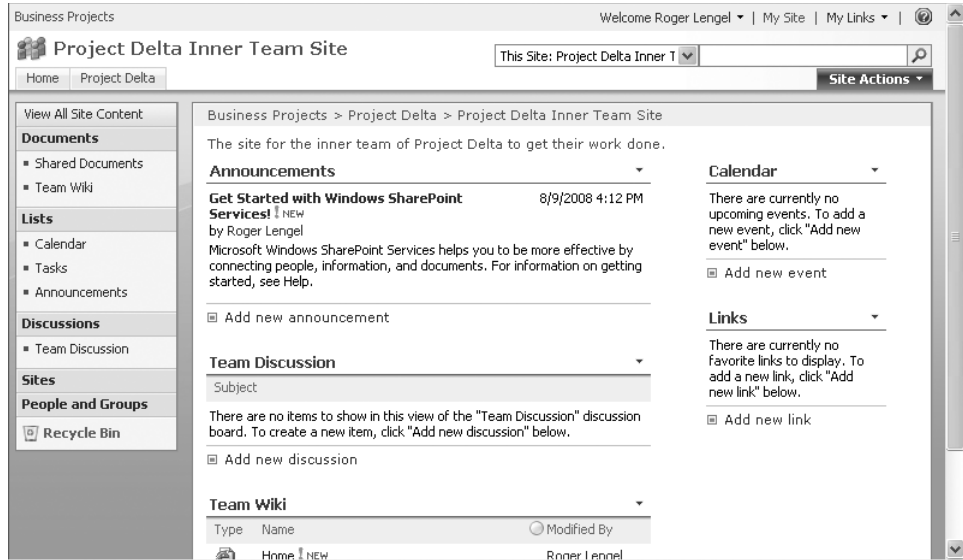 Business Projects
Welcome Roger Lengel | My Site | My Links |
Project Delta Inner Team Site
This Site: Project Delta Inner T
Home Project Delta
Site Actions
View All Site Content
Documents
Shared Documents
Team Wiki
Lists
Calendar
Tasks
Announcements
Discussions
Team Discussion
Sites
People and Groups
Recycle Bin
Business Projects > Project Delta > Project Delta Inner Team Site
The site for the inner team of Project Delta to get their work done.
Announcements
Get Started with Windows SharePoint 8/9/2008 4:12 PM
Services! ! NEW
by Roger Lengel
Microsoft Windows SharePoint Services helps you to be more effective by
connecting people, information, and documents. For information on getting
started, see Help.
Add new announcement
Team Discussion
Subject
There are no items to show in this view of the "Team Discussion" discussion
board. To create a new item, click "Add new discussion" below.
Add new discussion
Team Wiki
Type Name Modified By
Home ! NEW Roger Lengel
Calendar
There are currently no
upcoming events. To add a
new event, click "Add new
event" below.
Add new event
Links
There are currently no
favorite links to display. To
add a new link, click "Add
new link" below.
Add new link